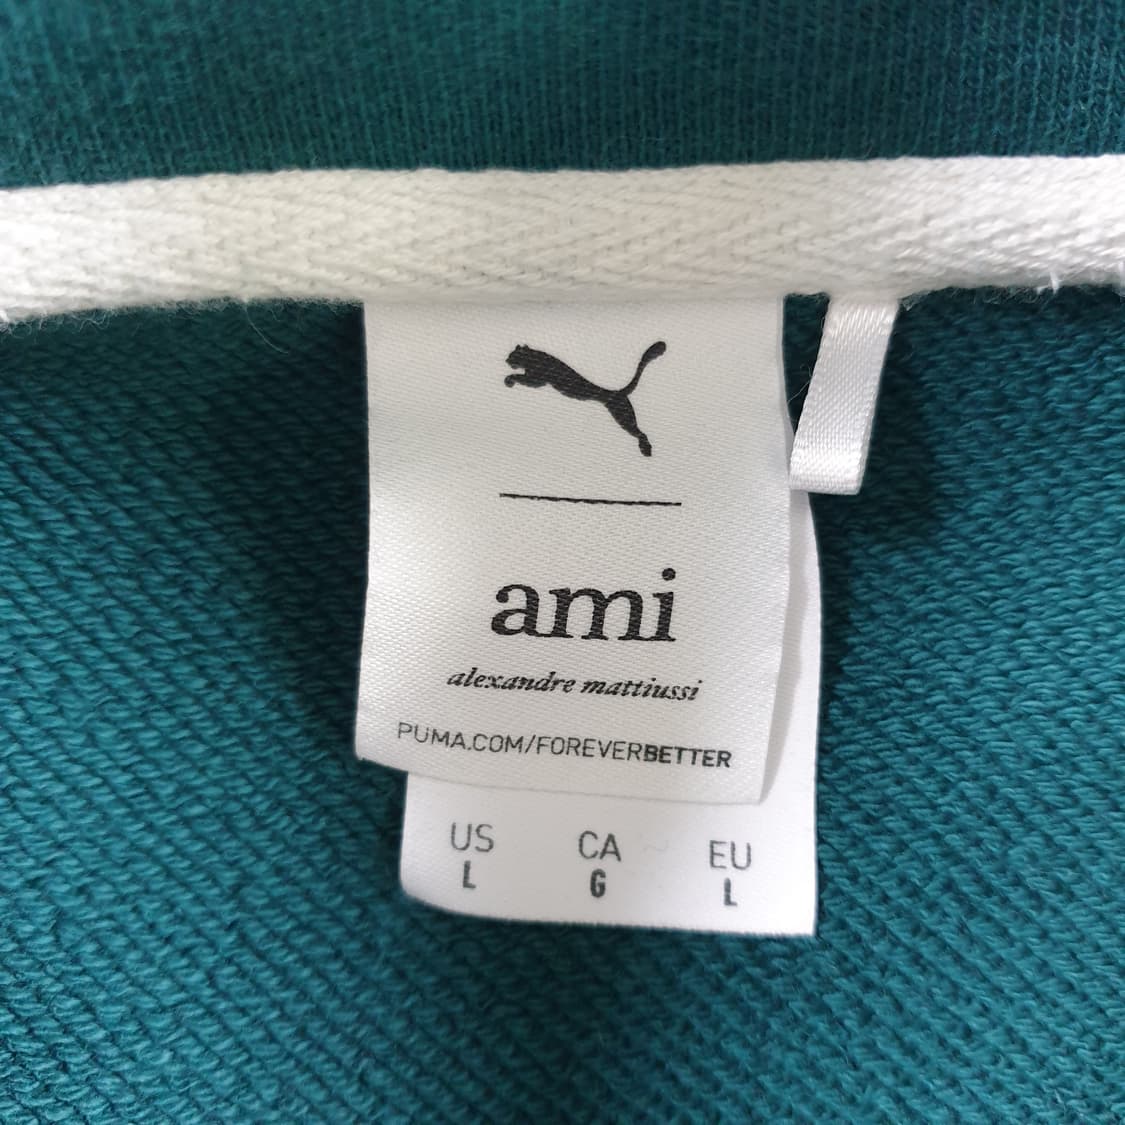 ami
alexandre mattiussi
PUMA.COM/FOREVERBETTER
US CA EU
L G L